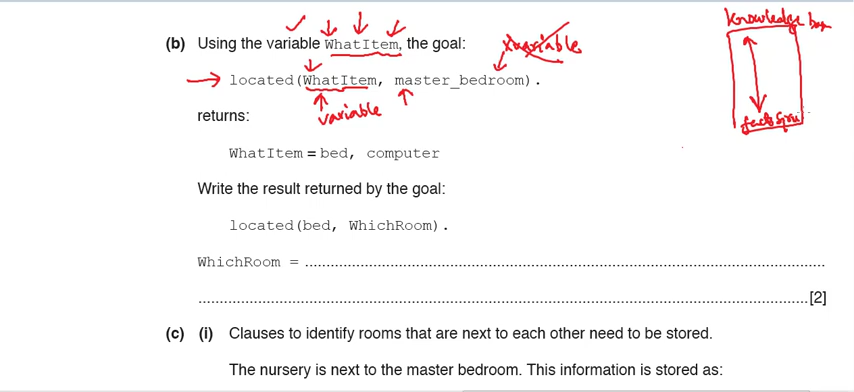 Knowledge
(b) Using the variable WhatItem, the goal:
variable
located(WhatItem, master_bedroom).
variable
returns:
WhatItem = bed, computer
Write the result returned by the goal:
located(bed, WhichRoom).
WhichRoom = ..........
.......... [2]
(c) (i) Clauses to identify rooms that are next to each other need to be stored.
The nursery is next to the master bedroom. This information is stored as: